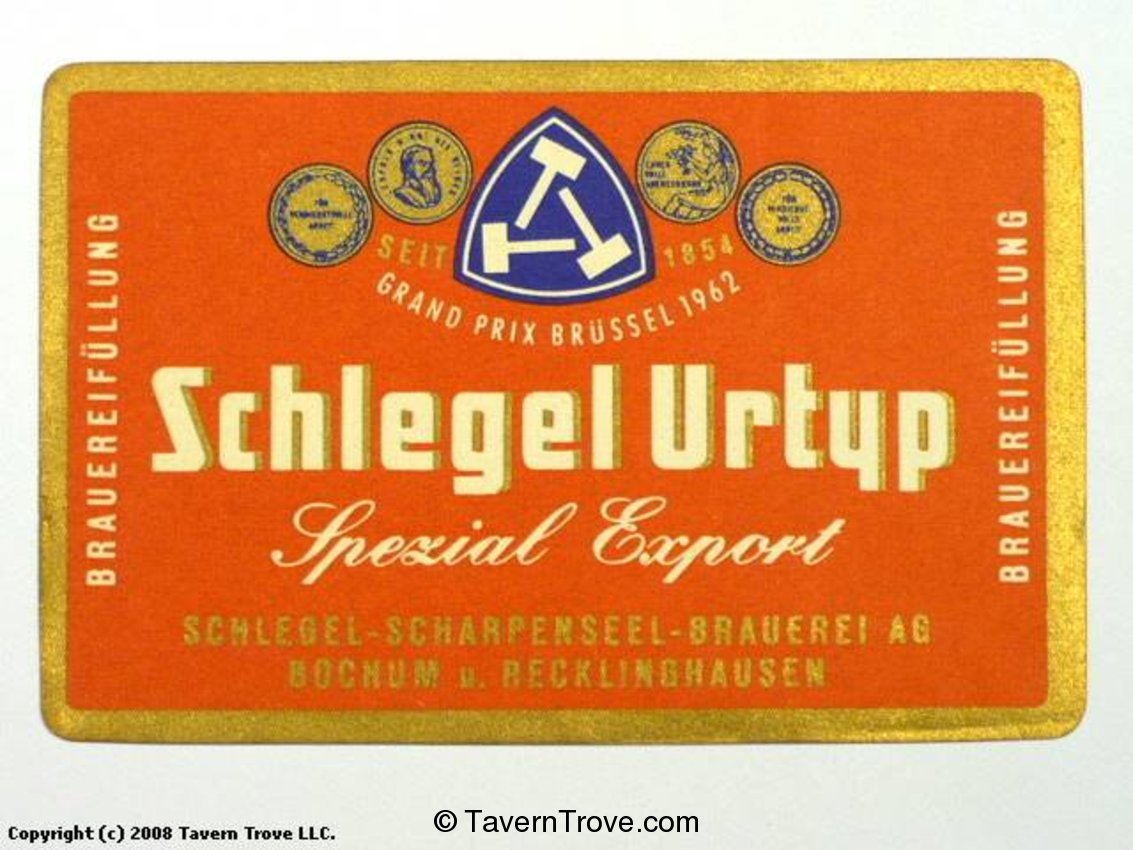 SEIT 1854
GRAND PRIX BRÜSSEL 1962
BRAUEREIFÜLLUNG
Schlegel Urtyp
Spezial Export
SCHLEGEL-SCHARPENSEEL-BRAUEREI AG
BOCHUM u. RECKLINGHAUSEN
BRAUEREIFÜLLUNG
© TavernTrove.com
Copyright (c) 2008 Tavern Trove LLC.